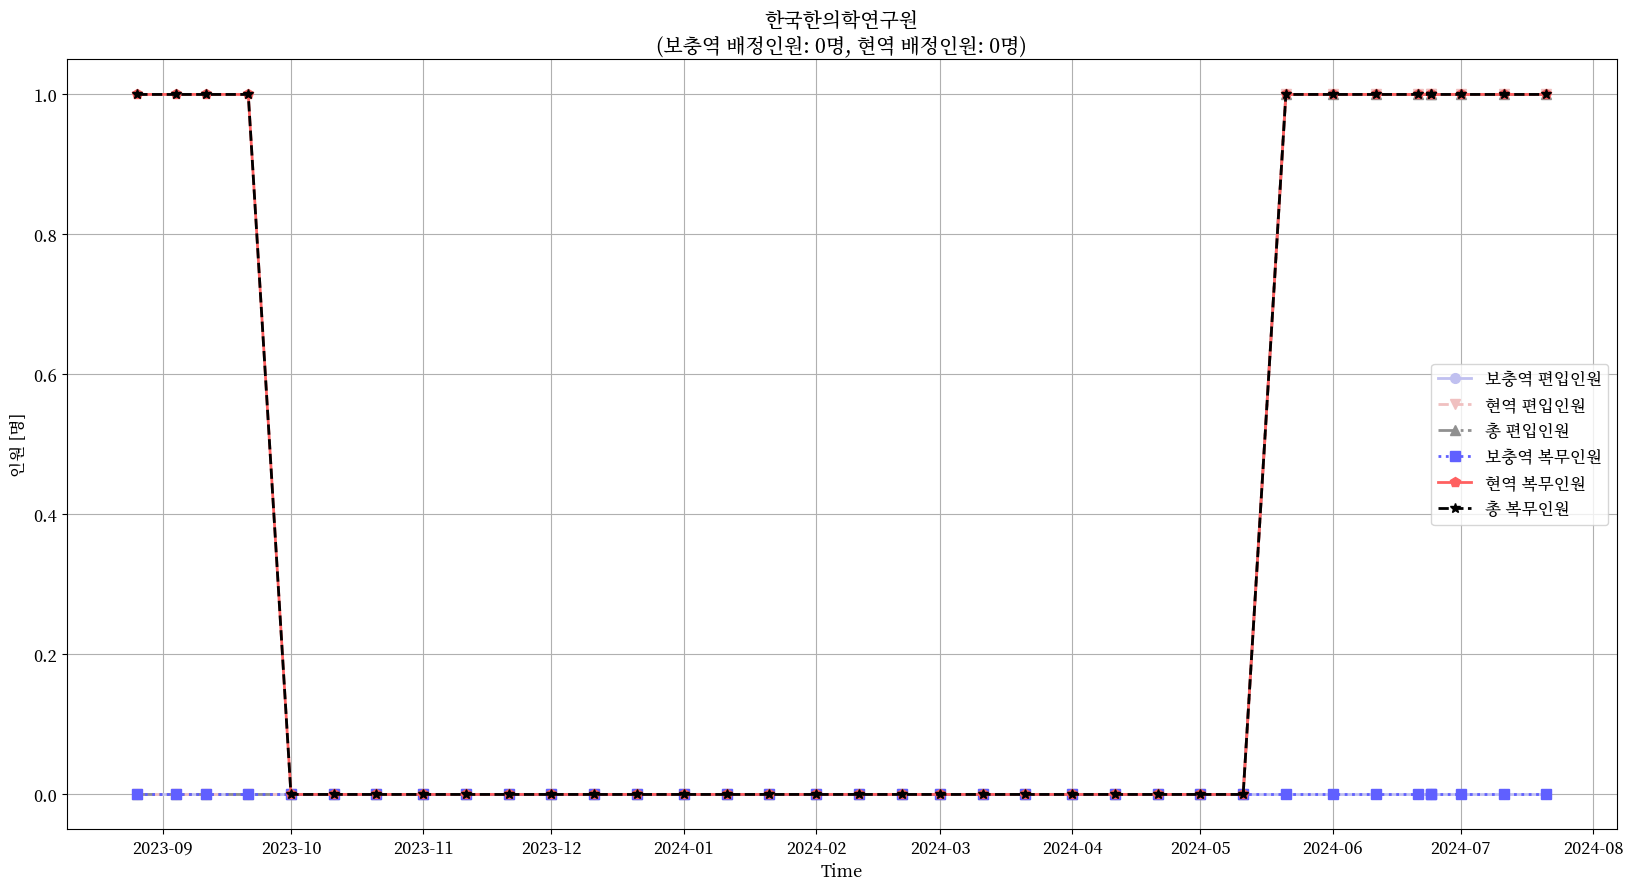 한국한의학연구원
(보충역 배정인원: 0명, 현역 배정인원: 0명)
인원 [명]
1.0
0.8
0.6
0.4
0.2
0.0
보충역 편입인원
현역 편입인원
총 편입인원
보충역 복무인원
현역 복무인원
총 복무인원
2023-09 2023-10 2023-11 2023-12 2024-01 2024-02 2024-03 2024-04 2024-05 2024-06 2024-07 2024-08
Time